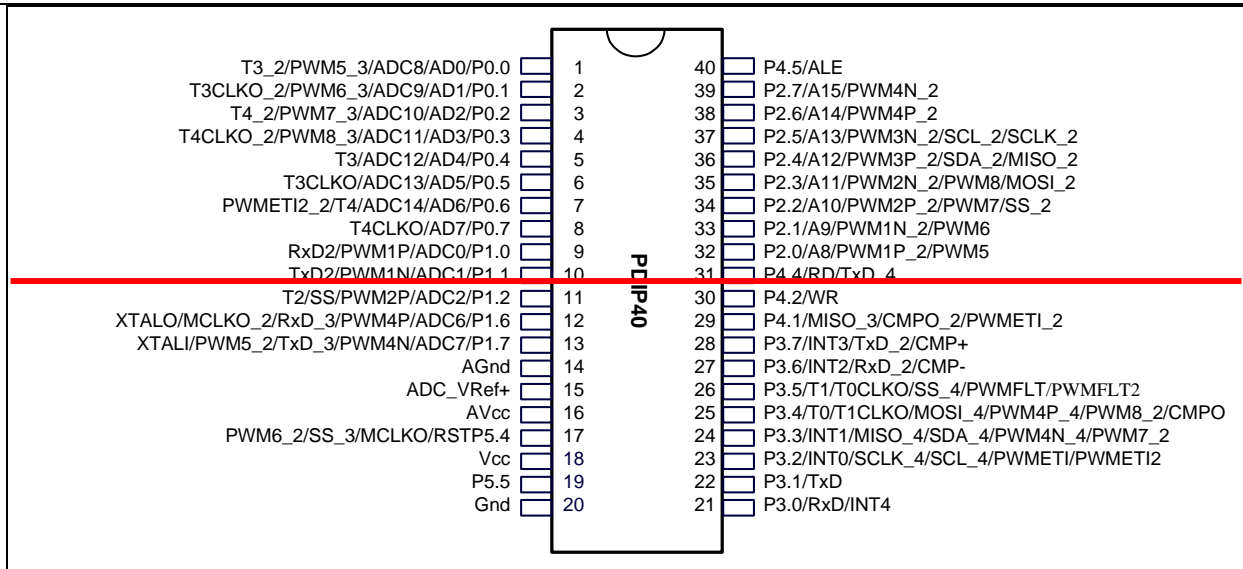 T3_2/PWM5_3/ADC8/AD0/P0.0 1 40 P4.5/ALE
T3CLKO_2/PWM6_3/ADC9/AD1/P0.1 2 39 P2.7/A15/PWM4N_2
T4_2/PWM7_3/ADC10/AD2/P0.2 3 38 P2.6/A14/PWM4P_2
T4CLKO_2/PWM8_3/ADC11/AD3/P0.3 4 37 P2.5/A13/PWM3N_2/SCL_2/SCLK_2
T3/ADC12/AD4/P0.4 5 36 P2.4/A12/PWM3P_2/SDA_2/MISO_2
T3CLKO/ADC13/AD5/P0.5 6 35 P2.3/A11/PWM2N_2/PWM8/MOSI_2
PWMETI2_2/T4/ADC14/AD6/P0.6 7 34 P2.2/A10/PWM2P_2/PWM7/SS_2
T4CLKO/AD7/P0.7 8 33 P2.1/A9/PWM1N_2/PWM6
RxD2/PWM1P/ADC0/P1.0 9 32 P2.0/A8/PWM1P_2/PWM5
TxD2/PWM1N/ADC1/P1.1 10 31 P4.4/RD/TxD_4
T2/SS/PWM2P/ADC2/P1.2 11 30 P4.2/WR
XTALO/MCLKO_2/RxD_3/PWM4P/ADC6/P1.6 12 29 P4.1/MISO_3/CMPO_2/PWMETI_2
XTALI/PWM5_2/TxD_3/PWM4N/ADC7/P1.7 13 28 P3.7/INT3/TxD_2/CMP+
AGnd 14 27 P3.6/INT2/RxD_2/CMP-
ADC_VRef+ 15 26 P3.5/T1/T0CLKO/SS_4/PWMFLT/PWMFLT2
AVcc 16 25 P3.4/T0/T1CLKO/MOSI_4/PWM4P_4/PWM8_2/CMPO
PWM6_2/SS_3/MCLKO/RSTP5.4 17 24 P3.3/INT1/MISO_4/SDA_4/PWM4N_4/PWM7_2
Vcc 18 23 P3.2/INT0/SCLK_4/SCL_4/PWMETI/PWMETI2
P5.5 19 22 P3.1/TxD
Gnd 20 21 P3.0/RxD/INT4
PDIP40